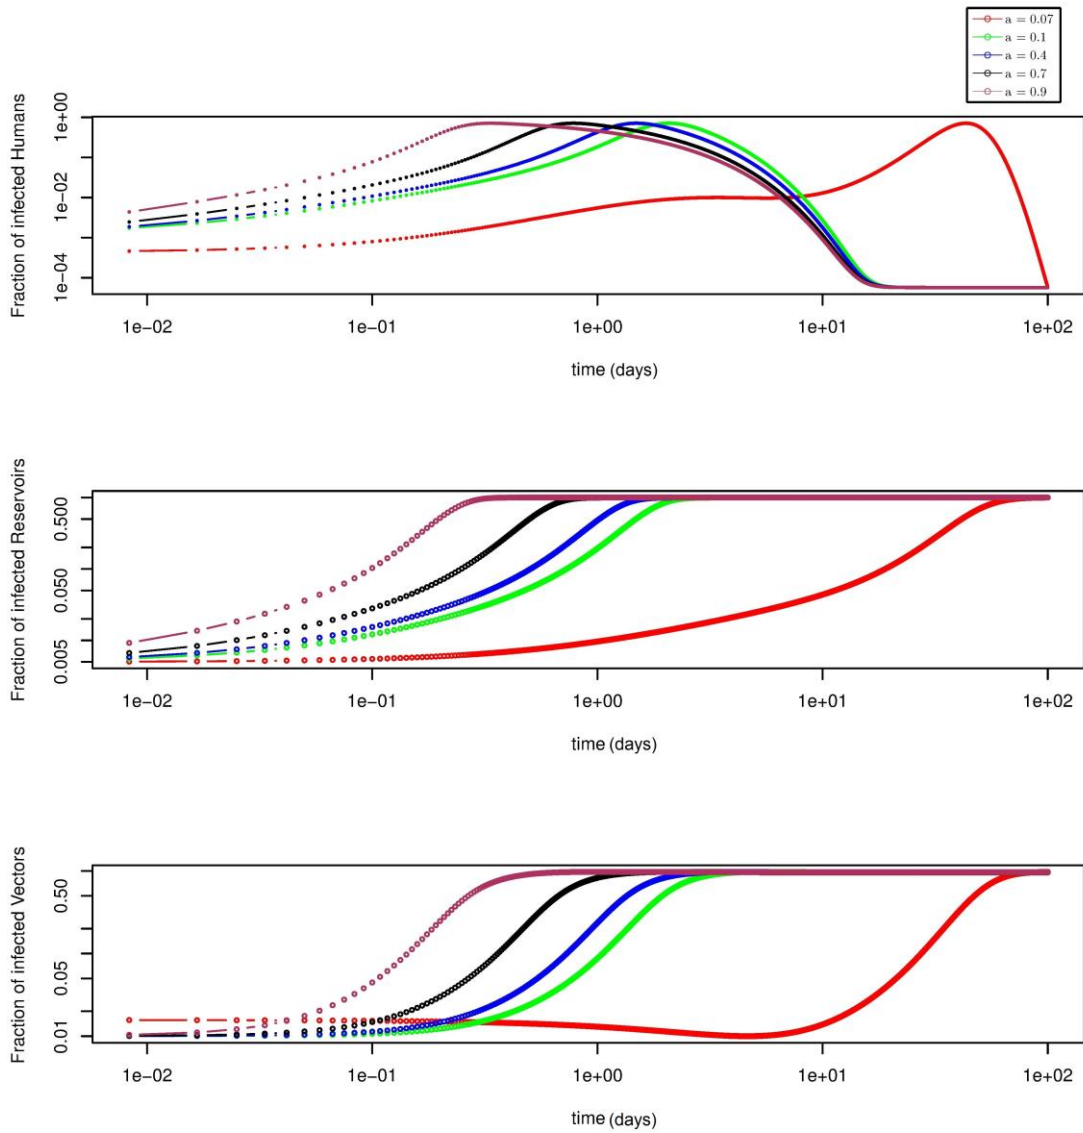 a = 0.07
a = 0.1
a = 0.4
a = 0.7
a = 0.9
Fraction of infected Humans
1e+00
1e-02
1e-04
1e-02 1e-01 1e+00 1e+01 1e+02
time (days)
Fraction of infected Reservoirs
0.500
0.050
0.005
1e-02 1e-01 1e+00 1e+01 1e+02
time (days)
Fraction of infected Vectors
0.50
0.05
0.01
1e-02 1e-01 1e+00 1e+01 1e+02
time (days)